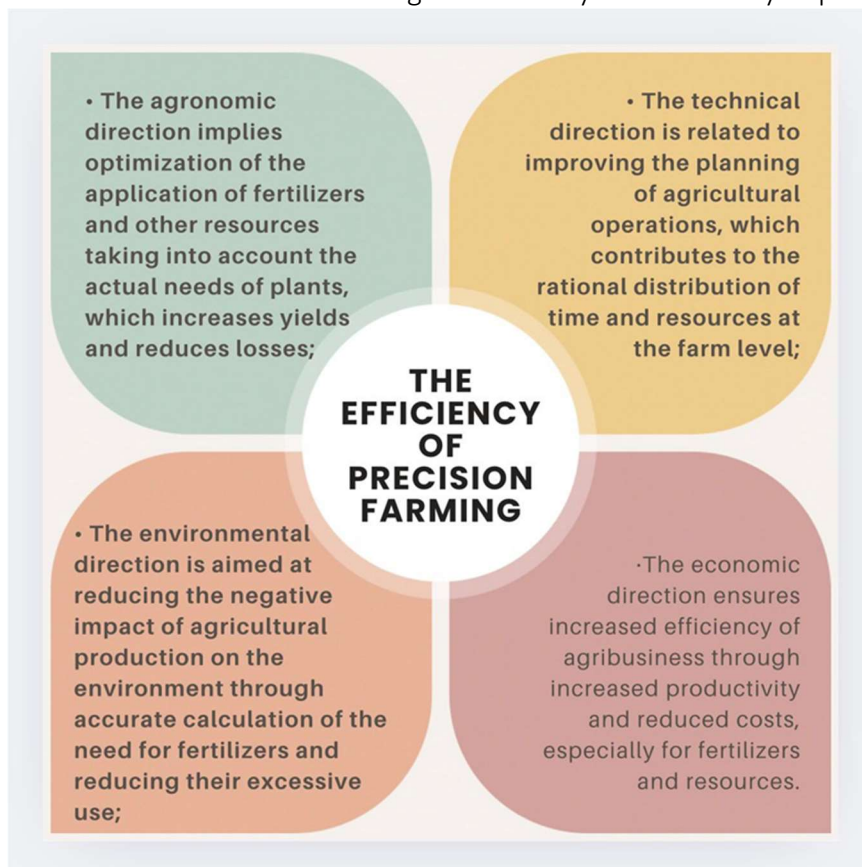 • The agronomic
direction implies
optimization of the
application of fertilizers
and other resources
taking into account the
actual needs of plants,
which increases yields
and reduces losses;
• The technical
direction is related to
improving the planning
of agricultural
operations, which
contributes to the
rational distribution of
time and resources at
the farm level;
THE
EFFICIENCY
OF
PRECISION
FARMING
• The environmental
direction is aimed at
reducing the negative
impact of agricultural
production on the
environment through
accurate calculation of the
need for fertilizers and
reducing their excessive
use;
·The economic
direction ensures
increased efficiency of
agribusiness through
increased productivity
and reduced costs,
especially for fertilizers
and resources.